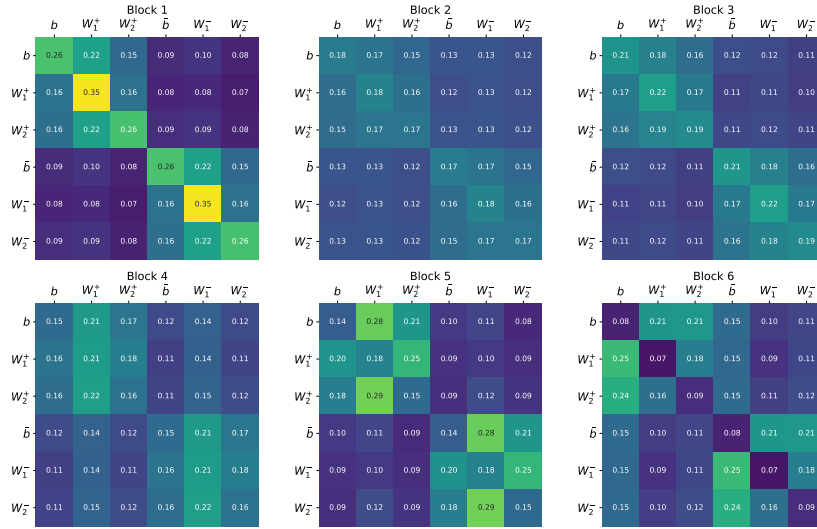 Block 1 Block 2 Block 3
b W₁⁺ W₂⁺ b̄ W₁⁻ W₂⁻ b W₁⁺ W₂⁺ b̄ W₁⁻ W₂⁻ b W₁⁺ W₂⁺ b̄ W₁⁻ W₂⁻
b 0.26 0.22 0.15 0.09 0.10 0.08 b 0.18 0.17 0.15 0.13 0.13 0.12 b 0.21 0.18 0.16 0.12 0.12 0.11
W₁⁺ 0.16 0.35 0.16 0.08 0.08 0.07 W₁⁺ 0.16 0.18 0.16 0.12 0.13 0.12 W₁⁺ 0.17 0.22 0.17 0.11 0.11 0.10
W₂⁺ 0.16 0.22 0.26 0.09 0.09 0.08 W₂⁺ 0.15 0.17 0.17 0.13 0.13 0.12 W₂⁺ 0.16 0.19 0.19 0.11 0.12 0.11
b̄ 0.09 0.10 0.08 0.26 0.22 0.15 b̄ 0.13 0.13 0.12 0.17 0.17 0.15 b̄ 0.12 0.12 0.11 0.21 0.18 0.16
W₁⁻ 0.08 0.08 0.07 0.16 0.35 0.16 W₁⁻ 0.12 0.13 0.12 0.16 0.18 0.16 W₁⁻ 0.11 0.11 0.10 0.17 0.22 0.17
W₂⁻ 0.09 0.09 0.08 0.16 0.22 0.26 W₂⁻ 0.13 0.13 0.12 0.15 0.17 0.17 W₂⁻ 0.11 0.12 0.11 0.16 0.18 0.19
Block 4 Block 5 Block 6
b W₁⁺ W₂⁺ b̄ W₁⁻ W₂⁻ b W₁⁺ W₂⁺ b̄ W₁⁻ W₂⁻ b W₁⁺ W₂⁺ b̄ W₁⁻ W₂⁻
b 0.15 0.21 0.17 0.12 0.14 0.12 b 0.14 0.28 0.21 0.10 0.11 0.08 b 0.08 0.21 0.21 0.15 0.10 0.11
W₁⁺ 0.16 0.21 0.18 0.11 0.14 0.11 W₁⁺ 0.20 0.18 0.25 0.09 0.10 0.09 W₁⁺ 0.25 0.07 0.18 0.15 0.09 0.11
W₂⁺ 0.16 0.22 0.16 0.11 0.15 0.12 W₂⁺ 0.18 0.29 0.15 0.09 0.12 0.09 W₂⁺ 0.24 0.16 0.09 0.15 0.11 0.12
b̄ 0.12 0.14 0.12 0.15 0.21 0.17 b̄ 0.10 0.11 0.09 0.14 0.28 0.21 b̄ 0.15 0.10 0.11 0.08 0.21 0.21
W₁⁻ 0.11 0.14 0.11 0.16 0.21 0.18 W₁⁻ 0.09 0.10 0.09 0.20 0.18 0.25 W₁⁻ 0.15 0.09 0.11 0.25 0.07 0.18
W₂⁻ 0.11 0.15 0.12 0.16 0.22 0.16 W₂⁻ 0.09 0.12 0.09 0.18 0.29 0.15 W₂⁻ 0.15 0.10 0.12 0.24 0.16 0.09